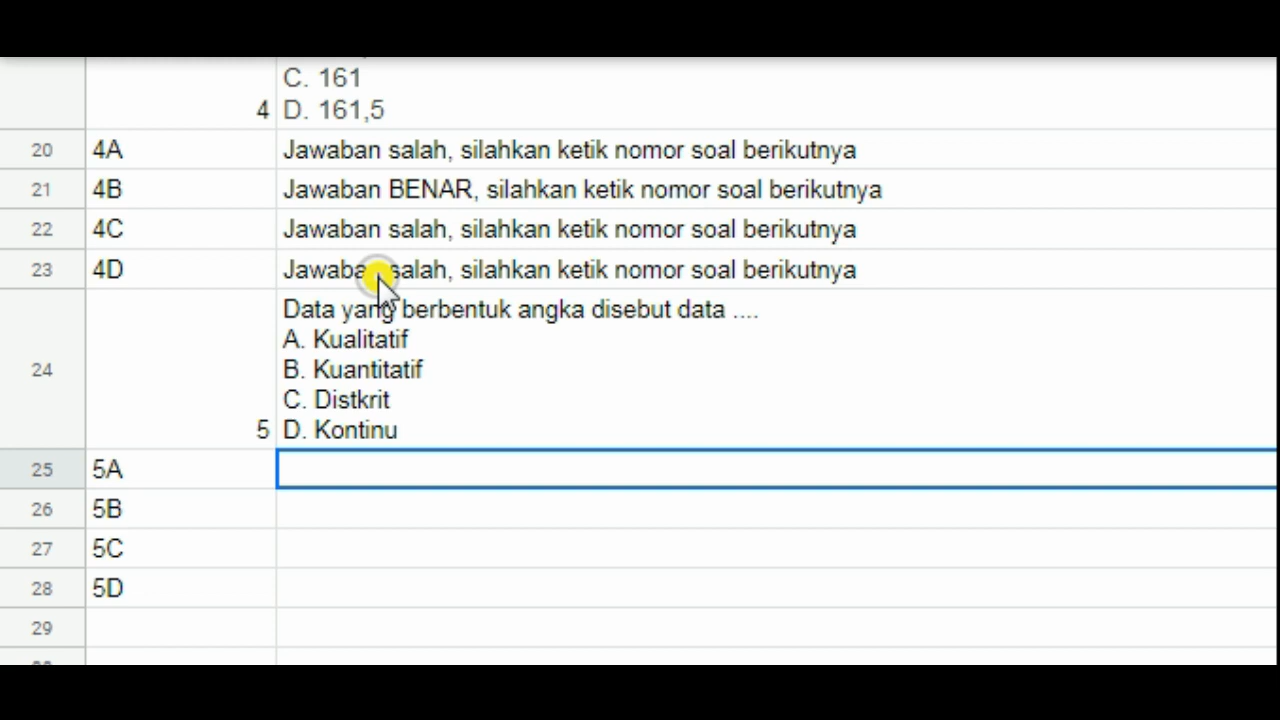 C. 161
4 D. 161,5
20 4A Jawaban salah, silahkan ketik nomor soal berikutnya
21 4B Jawaban BENAR, silahkan ketik nomor soal berikutnya
22 4C Jawaban salah, silahkan ketik nomor soal berikutnya
23 4D Jawaban salah, silahkan ketik nomor soal berikutnya
Data yang berbentuk angka disebut data ....
A. Kualitatif
24 B. Kuantitatif
C. Distkrit
5 D. Kontinu
25 5A
26 5B
27 5C
28 5D
29